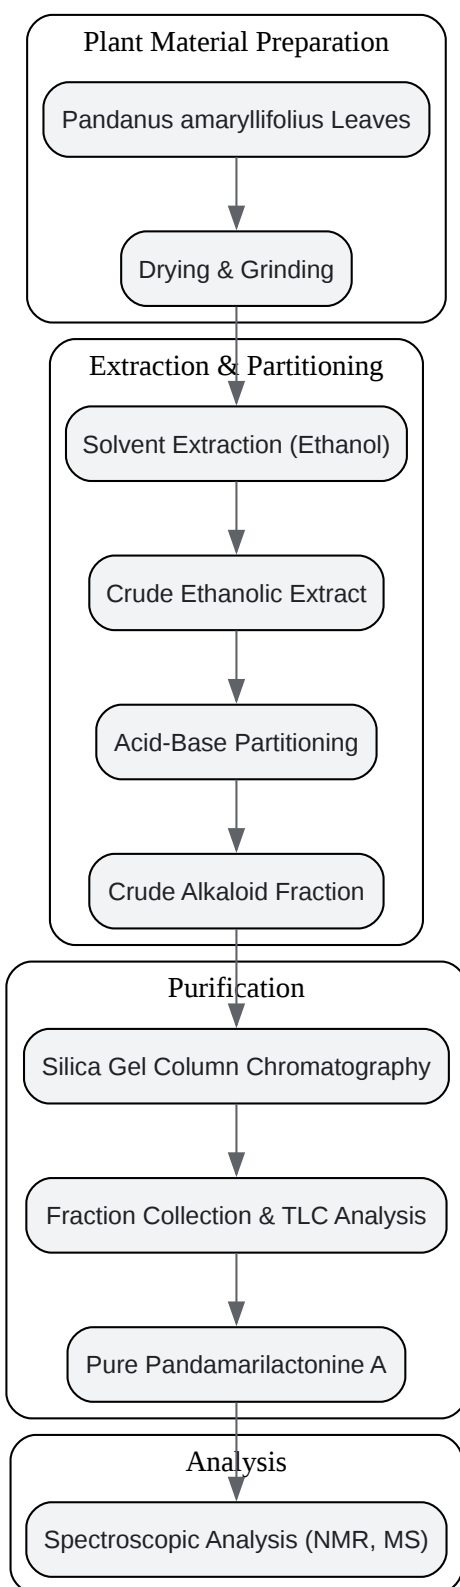 Plant Material Preparation
Pandanus amaryllifolius Leaves
Drying & Grinding
Extraction & Partitioning
Solvent Extraction (Ethanol)
Crude Ethanolic Extract
Acid-Base Partitioning
Crude Alkaloid Fraction
Purification
Silica Gel Column Chromatography
Fraction Collection & TLC Analysis
Pure Pandamarilactonine A
Analysis
Spectroscopic Analysis (NMR, MS)